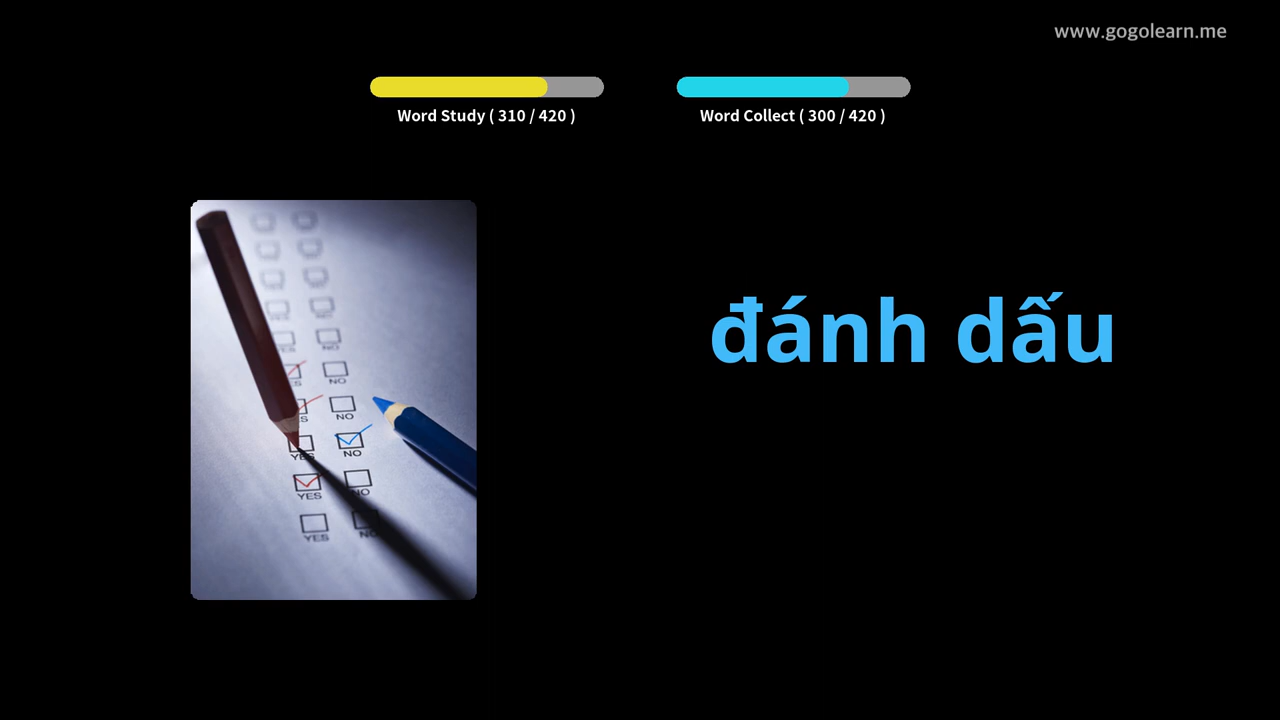 www.gogolearn.me
Word Study ( 310 / 420 )
Word Collect ( 300 / 420 )
đánh dấu
NO
NO
NO
YES
NO
YES
YES